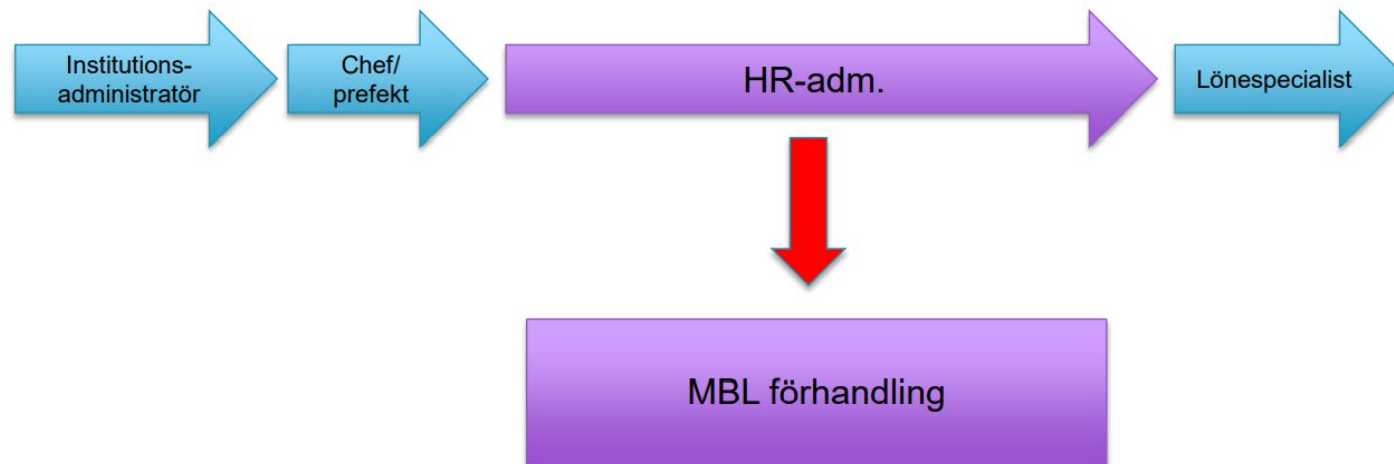 Institutions-
administratör
Chef/
prefekt
HR-adm.
Lönespecialist
MBL förhandling